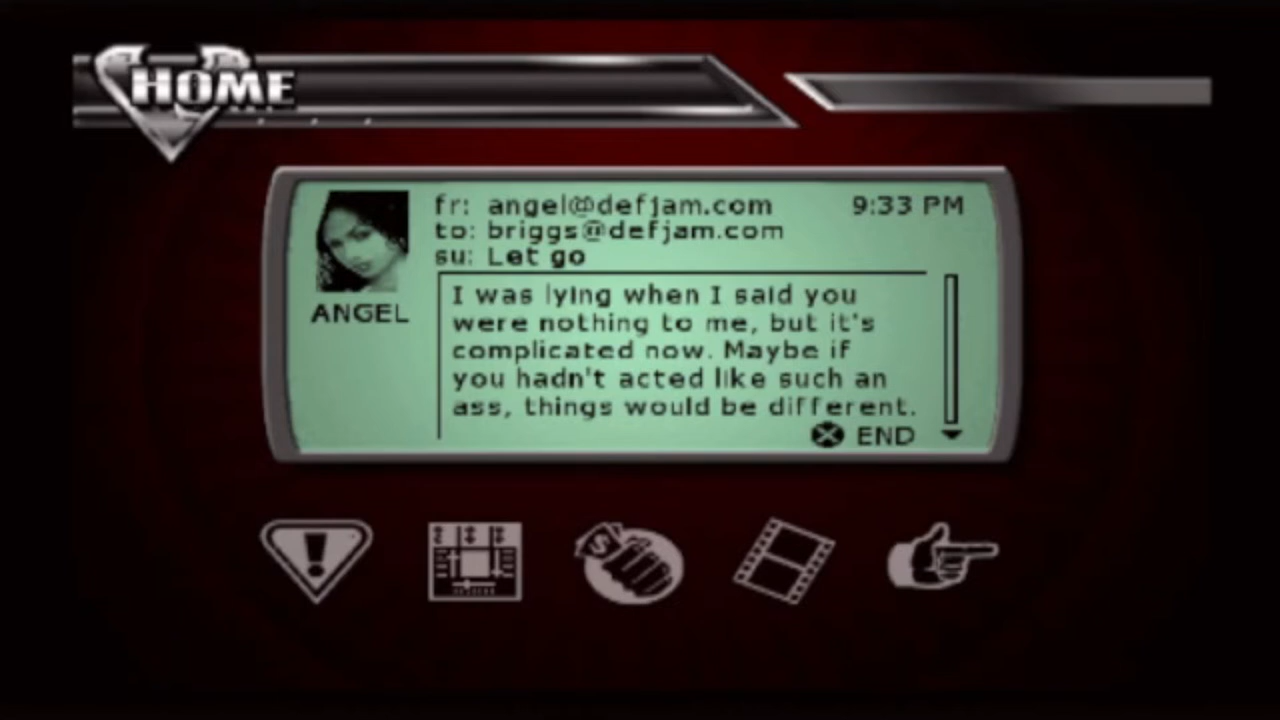 HOME
fr: angel@defjam.com 9:33 PM
to: briggs@defjam.com
su: Let go
ANGEL
I was lying when I said you
were nothing to me, but it's
complicated now. Maybe if
you hadn't acted like such an
ass, things would be different.
END